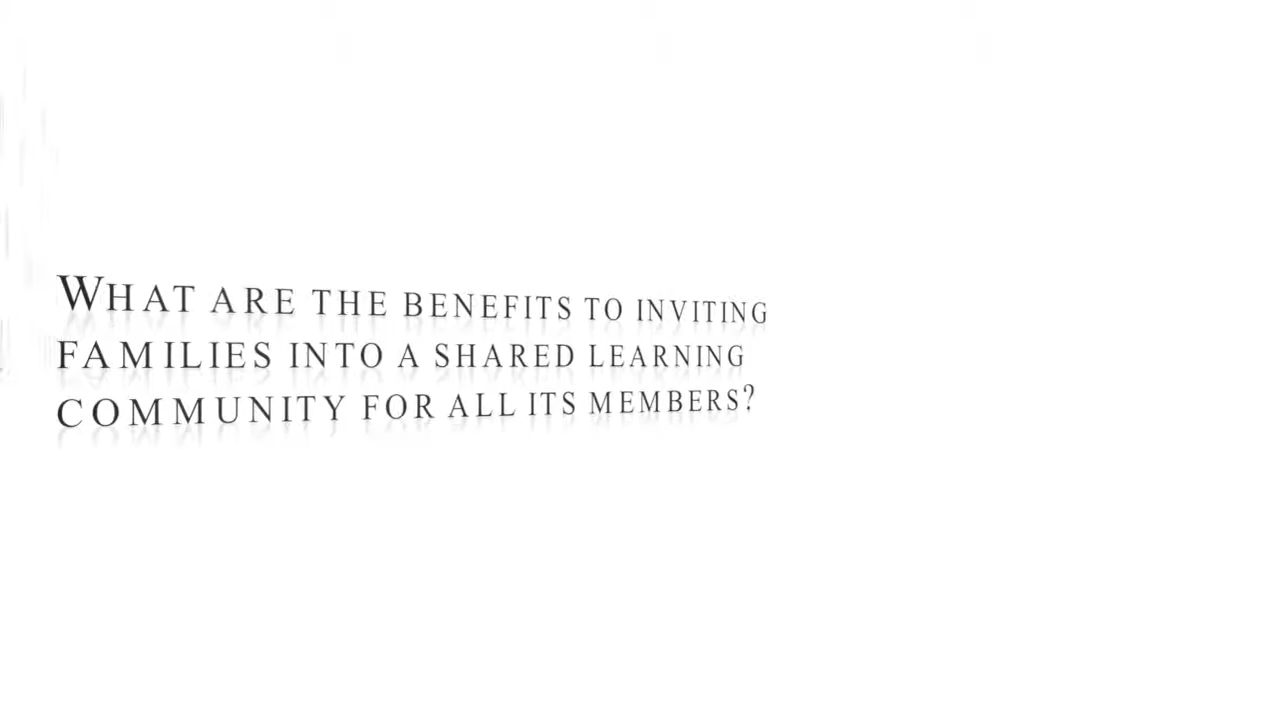 WHAT ARE THE BENEFITS TO INVITING
FAMILIES INTO A SHARED LEARNING
COMMUNITY FOR ALL ITS MEMBERS?